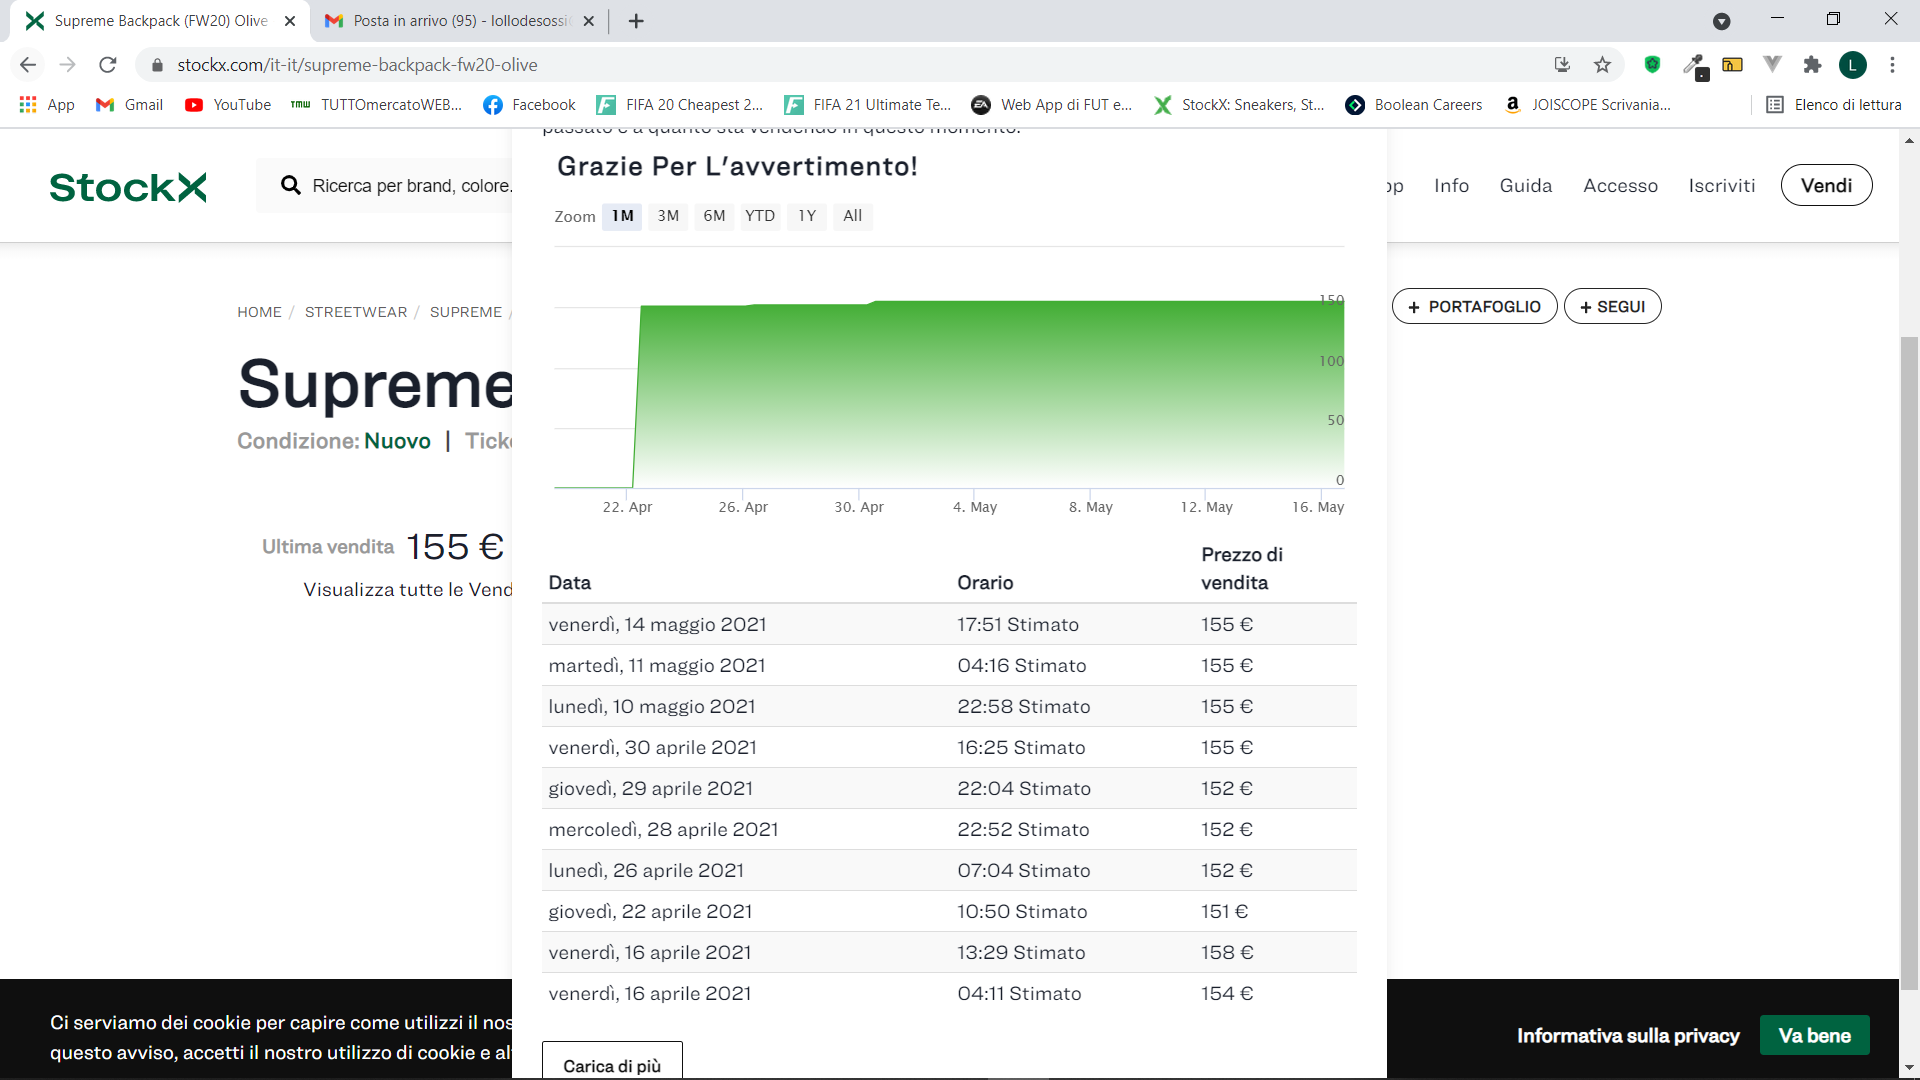 Supreme Backpack (FW20) Olive
Posta in arrivo (95) - lollodesossi
stockx.com/it-it/supreme-backpack-fw20-olive
L
App
Gmail
YouTube
TMW TUTTOmercatoWEB...
Facebook
FIFA 20 Cheapest 2...
FIFA 21 Ultimate Te...
Web App di FUT e...
StockX: Sneakers, St...
Boolean Careers
JOISCOPE Scrivania...
Elenco di lettura
passato e a quanto sta vendendo in questo momento.
StockX
Ricerca per brand, colore.
Info
Guida
Accesso
Iscriviti
Vendi
Grazie Per L'avvertimento!
Zoom 1M 3M 6M YTD 1Y All
HOME / STREETWEAR / SUPREME /
+ PORTAFOGLIO
+ SEGUI
Supreme
Condizione: Nuovo |
Ultima vendita 155 €
Visualizza tutte le Vend
150
100
50
0
22. Apr 26. Apr 30. Apr 4. May 8. May 12. May 16. May
Data Orario Prezzo di vendita
venerdì, 14 maggio 2021 17:51 Stimato 155 €
martedì, 11 maggio 2021 04:16 Stimato 155 €
lunedì, 10 maggio 2021 22:58 Stimato 155 €
venerdì, 30 aprile 2021 16:25 Stimato 155 €
giovedì, 29 aprile 2021 22:04 Stimato 152 €
mercoledì, 28 aprile 2021 22:52 Stimato 152 €
lunedì, 26 aprile 2021 07:04 Stimato 152 €
giovedì, 22 aprile 2021 10:50 Stimato 151 €
venerdì, 16 aprile 2021 13:29 Stimato 158 €
venerdì, 16 aprile 2021 04:11 Stimato 154 €
Carica di più
Ci serviamo dei cookie per capire come utilizzi il nos
questo avviso, accetti il nostro utilizzo di cookie e al
Informativa sulla privacy
Va bene